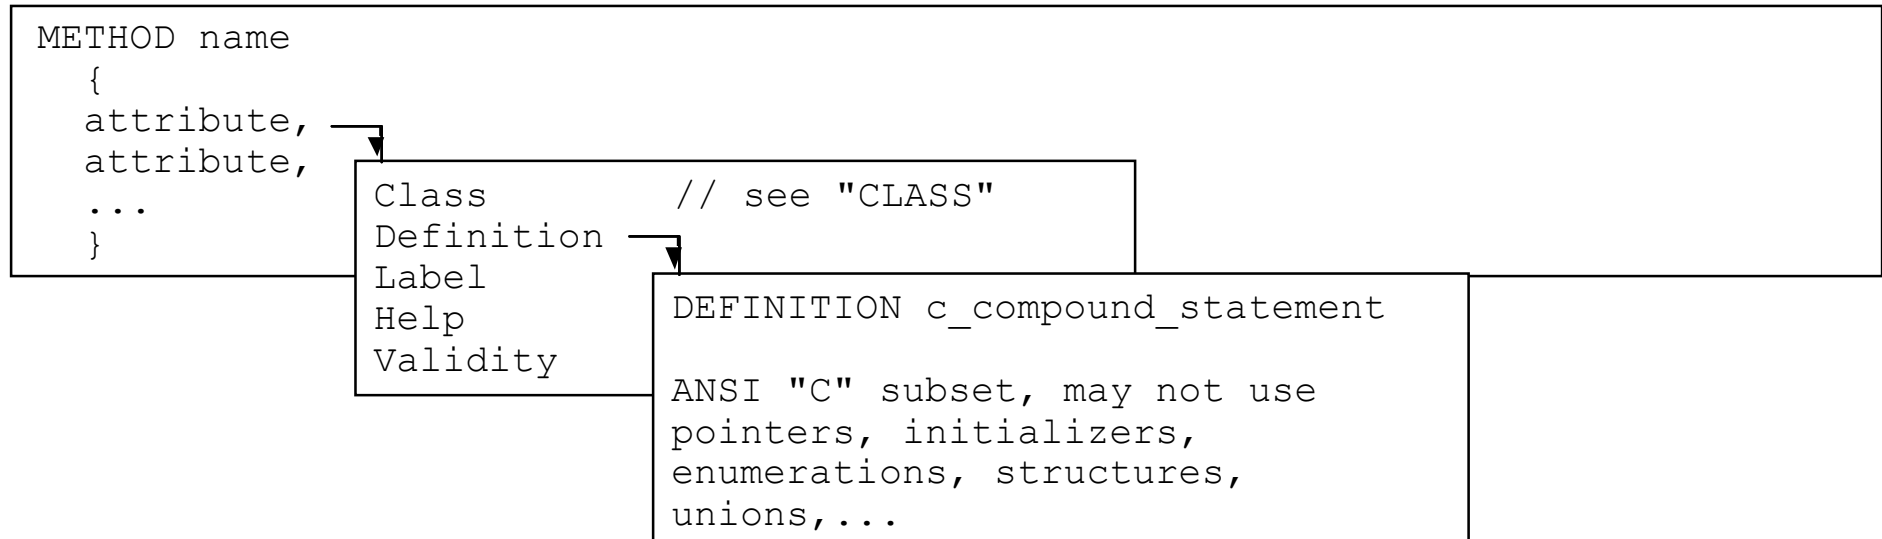 METHOD name
{
attribute,
attribute,
...
}
Class // see "CLASS"
Definition
Label
Help
Validity
DEFINITION c_compound_statement
ANSI "C" subset, may not use
pointers, initializers,
enumerations, structures,
unions,...